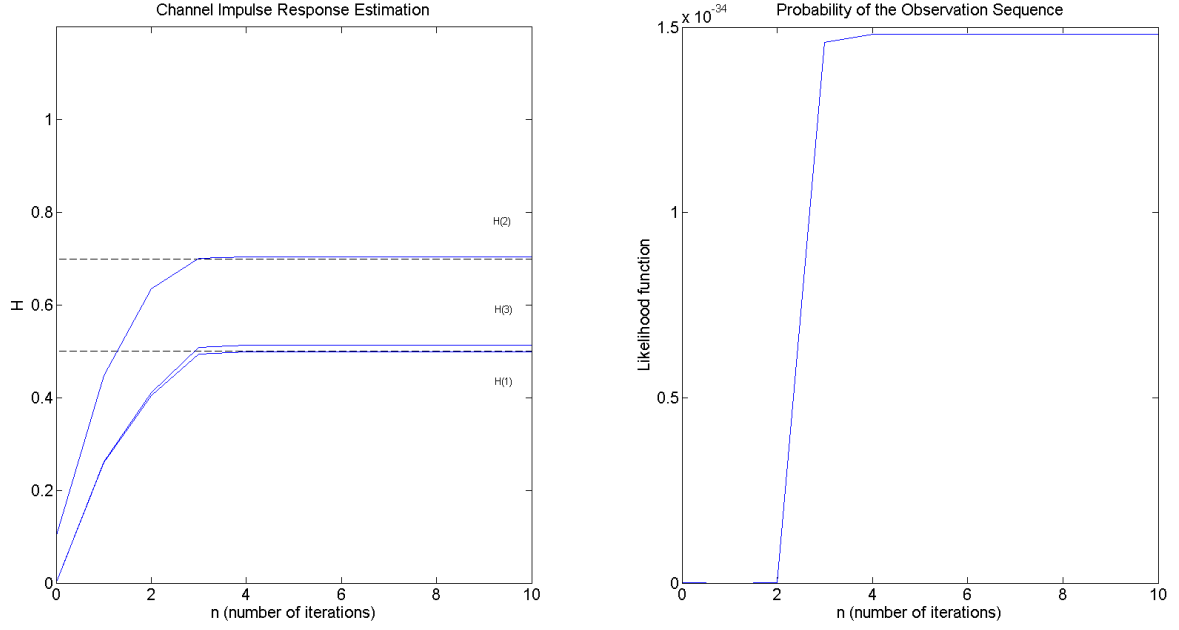 Channel Impulse Response Estimation
H
1
0.8
0.6
0.4
0.2
0
H(2)
H(3)
H(1)
0 2 4 6 8 10
n (number of iterations)
Probability of the Observation Sequence
x 10^-34
Likelihood function
1.5
1
0.5
0
0 2 4 6 8 10
n (number of iterations)